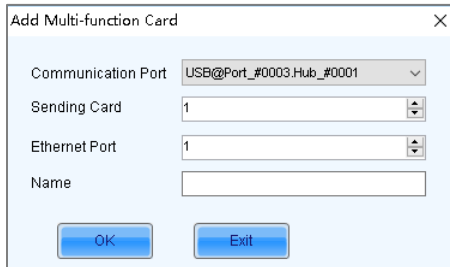 Add Multi-function Card
Communication Port USB@Port_#0003.Hub_#0001
Sending Card 1
Ethernet Port 1
Name
OK Exit